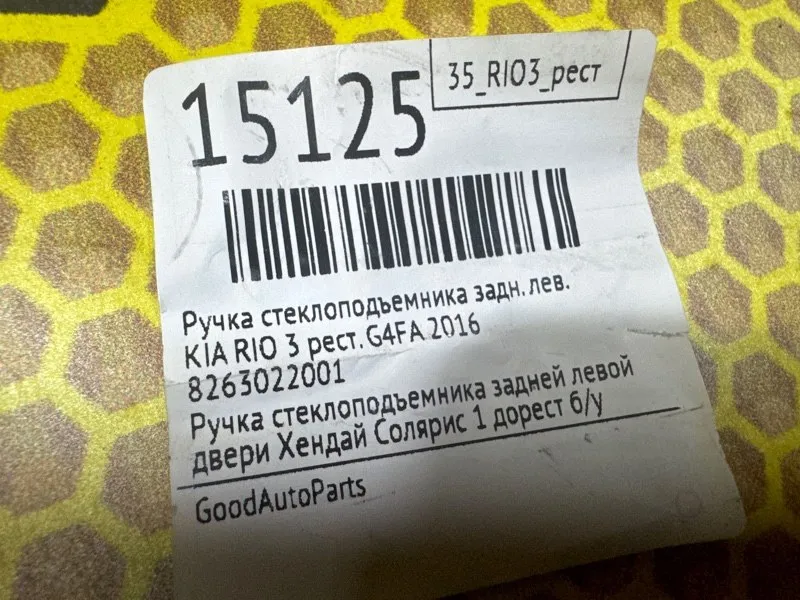 15125
35_RIO3_рест
Ручка стеклоподъемника задн. лев.
KIA RIO 3 рест. G4FA 2016
8263022001
Ручка стеклоподъемника задней левой
двери Хендай Солярис 1 дорест б/у
GoodAutoParts